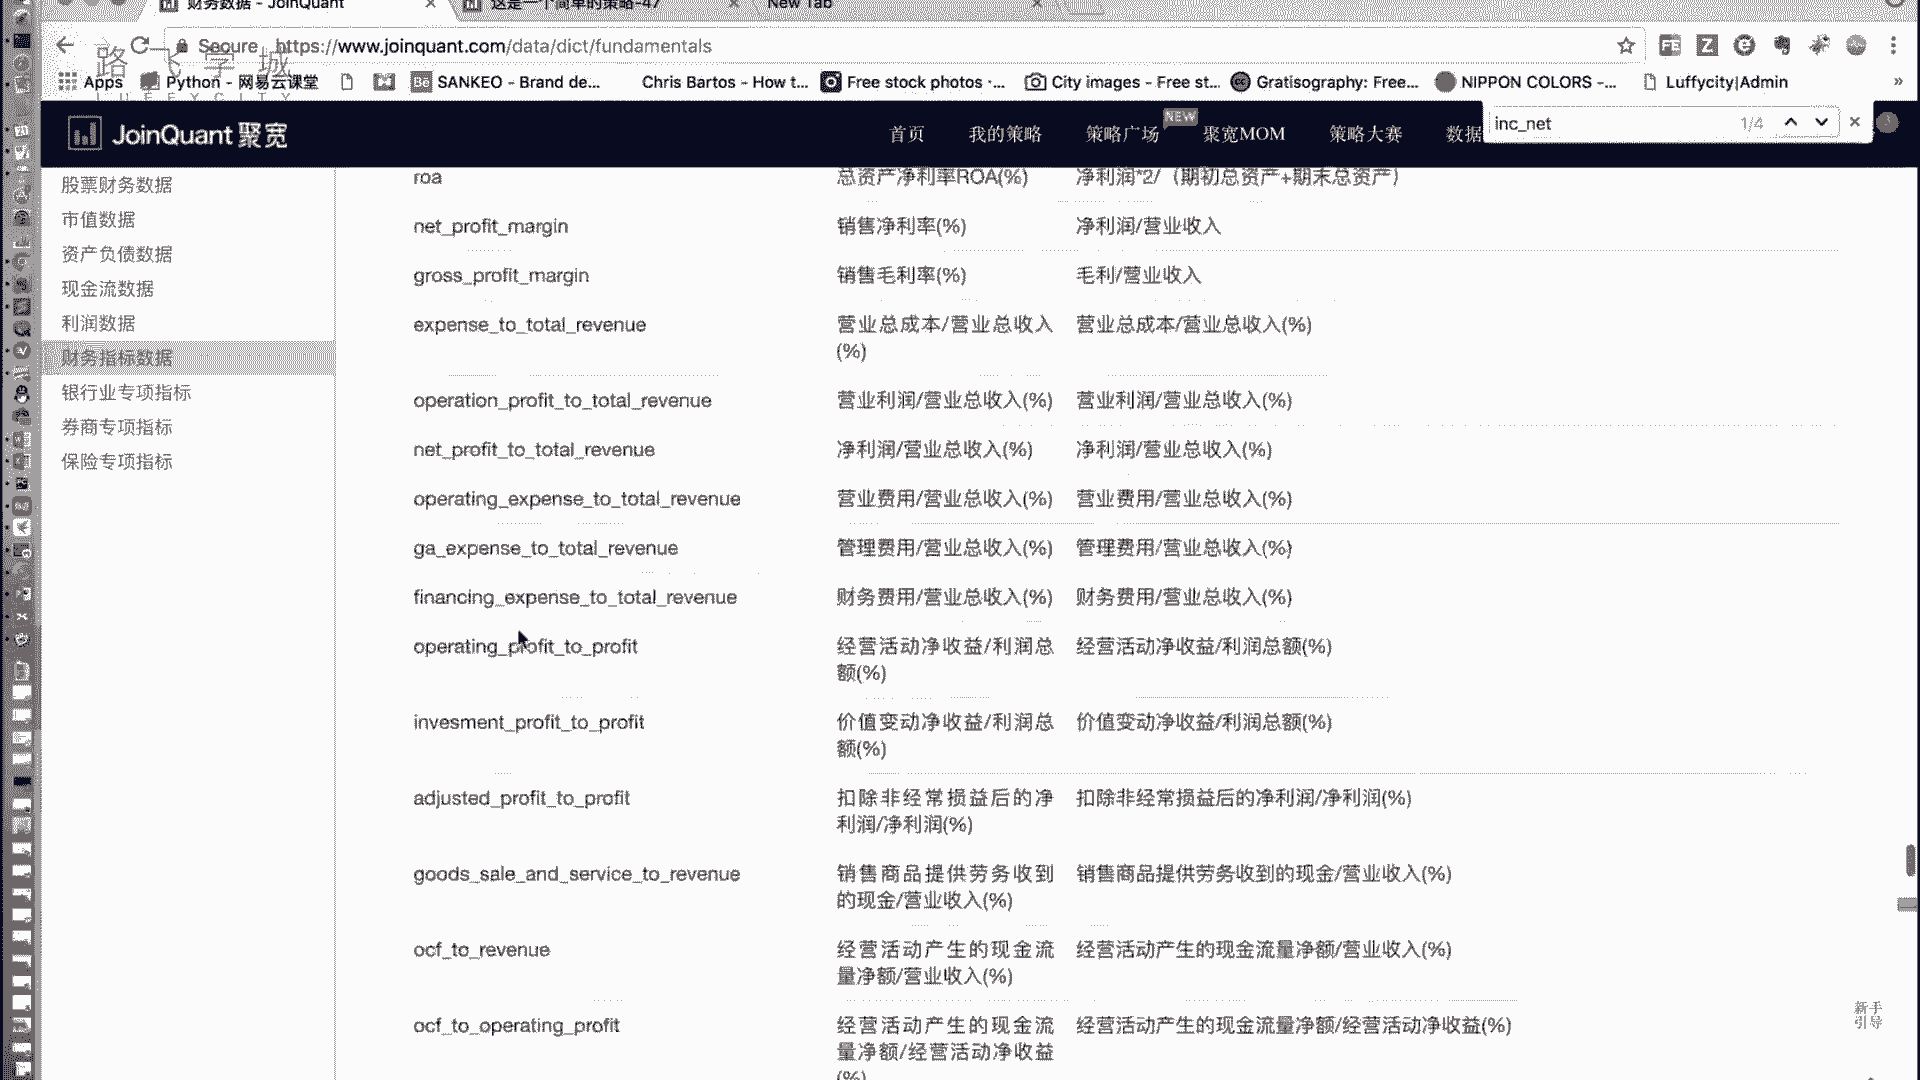 财务数据 - JoinQuant
这是一个简单的策略-47
New Tab
Secure
https://www.joinquant.com/data/dict/fundamentals
路飞学城
LUFFYCITY
Apps
Python - 网易云课堂
SANKEO - Brand de...
Chris Bartos - How t...
Free stock photos ·...
City images - Free st...
Gratisography: Free...
NIPPON COLORS -...
Luffycity|Admin
»
JoinQuant 聚宽
首页
我的策略
策略广场
NEW
聚宽MOM
策略大赛
数据
inc_net
1/4
股票财务数据
市值数据
资产负债数据
现金流数据
利润数据
财务指标数据
银行业专项指标
券商专项指标
保险专项指标
roa
总资产净利率ROA(%)
净利润*2/（期初总资产+期末总资产）
net_profit_margin
销售净利率(%)
净利润/营业收入
gross_profit_margin
销售毛利率(%)
毛利/营业收入
expense_to_total_revenue
营业总成本/营业总收入
(%)
营业总成本/营业总收入(%)
operation_profit_to_total_revenue
营业利润/营业总收入(%)
营业利润/营业总收入(%)
net_profit_to_total_revenue
净利润/营业总收入(%)
净利润/营业总收入(%)
operating_expense_to_total_revenue
营业费用/营业总收入(%)
营业费用/营业总收入(%)
ga_expense_to_total_revenue
管理费用/营业总收入(%)
管理费用/营业总收入(%)
financing_expense_to_total_revenue
财务费用/营业总收入(%)
财务费用/营业总收入(%)
operating_profit_to_profit
经营活动净收益/利润总
额(%)
经营活动净收益/利润总额(%)
invesment_profit_to_profit
价值变动净收益/利润总
额(%)
价值变动净收益/利润总额(%)
adjusted_profit_to_profit
扣除非经常损益后的净
利润/净利润(%)
扣除非经常损益后的净利润/净利润(%)
goods_sale_and_service_to_revenue
销售商品提供劳务收到
的现金/营业收入(%)
销售商品提供劳务收到的现金/营业收入(%)
ocf_to_revenue
经营活动产生的现金流
量净额/营业收入(%)
经营活动产生的现金流量净额/营业收入(%)
ocf_to_operating_profit
经营活动产生的现金流
量净额/经营活动净收益
(%)
经营活动产生的现金流量净额/经营活动净收益(%)
新手
引导